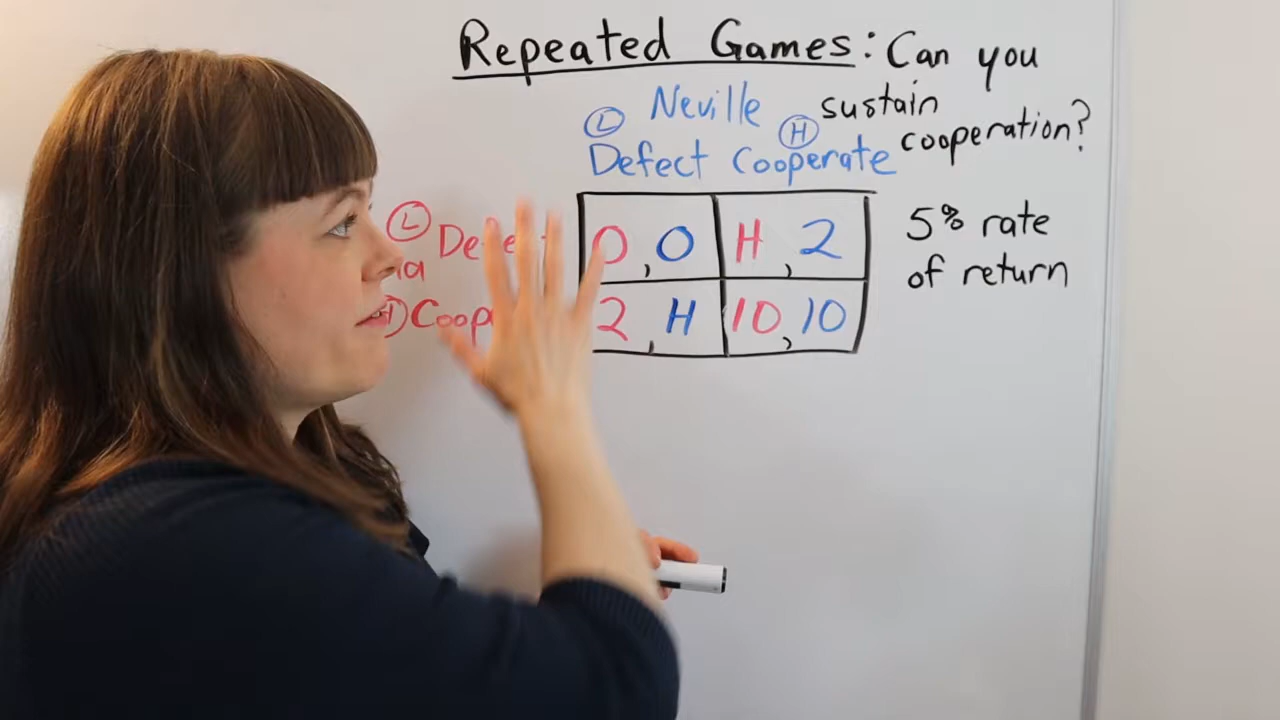 Repeated Games: Can you
sustain
cooperation?
Neville
L H
Defect Cooperate
L 0,0 H,2
2,H 10,10
5% rate
of return